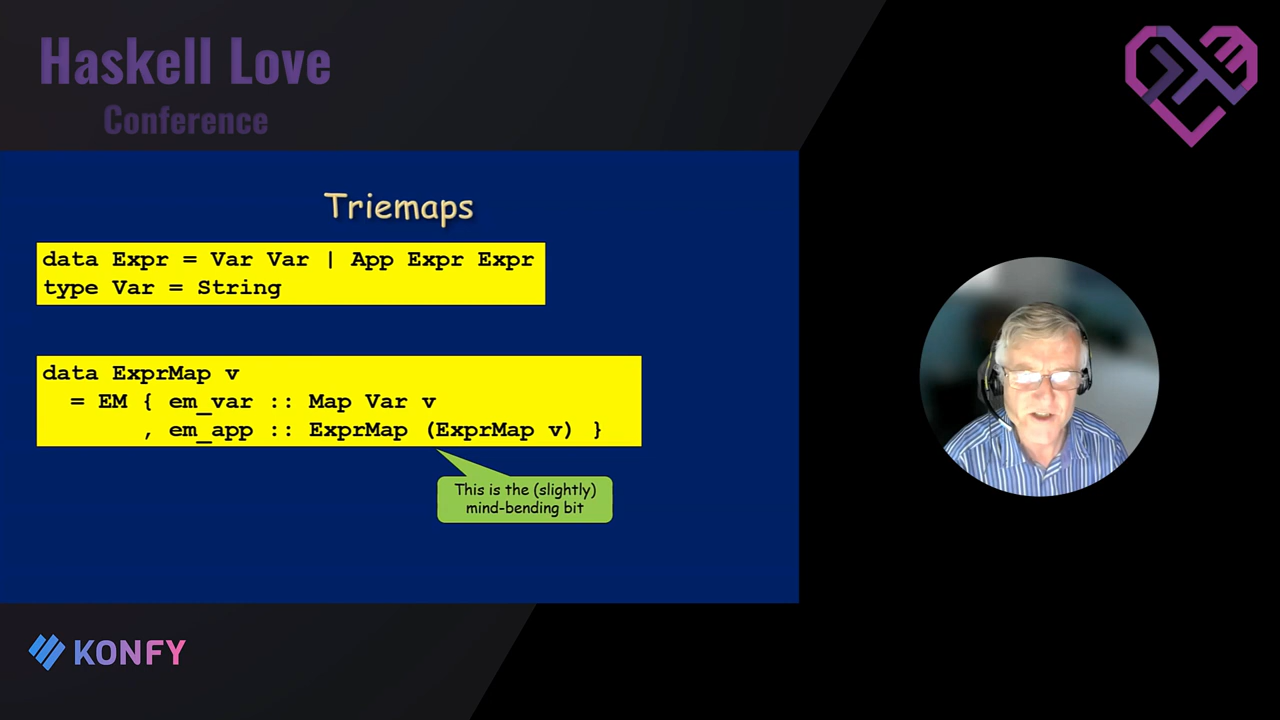 Haskell Love
Conference
Triemaps
data Expr = Var Var | App Expr Expr
type Var = String
data ExprMap v
= EM { em_var :: Map Var v
, em_app :: ExprMap (ExprMap v) }
This is the (slightly)
mind-bending bit
KONFY